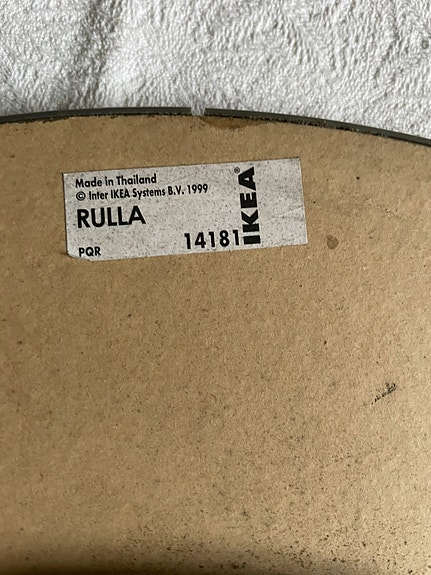 Made in Thailand
© Inter IKEA Systems B.V. 1999
RULLA
PQR
14181
IKEA®